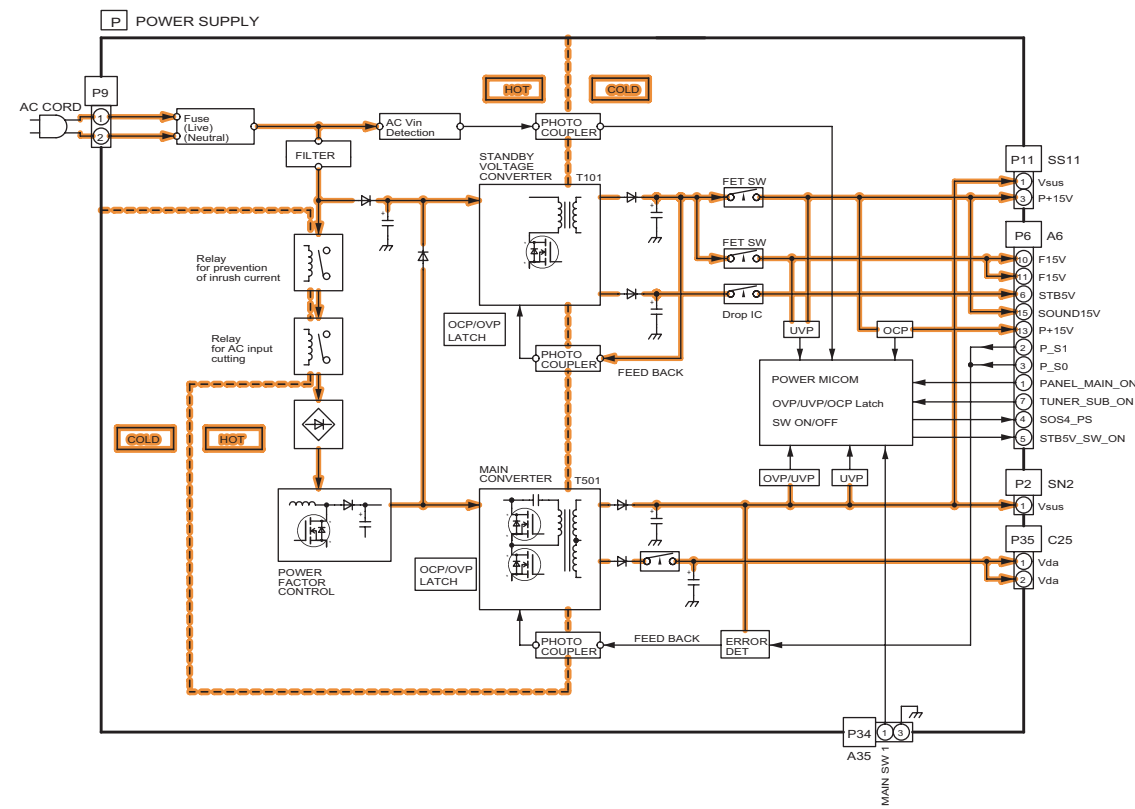 P POWER SUPPLY
HOT
COLD
P9
AC CORD
1
2
Fuse
(Live)
(Neutral)
AC Vin
Detection
PHOTO
COUPLER
FILTER
STANDBY
VOLTAGE
CONVERTER
T101
FET SW
P11 SS11
1 Vsus
3 P+15V
P6 A6
FET SW
10 F15V
11 F15V
6 STB5V
15 SOUND15V
13 P+15V
2 P_S1
3 P_S0
1 PANEL_MAIN_ON
7 TUNER_SUB_ON
4 SOS4_PS
5 STB5V_SW_ON
Relay
for prevention
of inrush current
Drop IC
OCP/OVP
LATCH
UVP
OCP
Relay
for AC input
cutting
PHOTO
COUPLER
FEED BACK
POWER MICOM
OVP/UVP/OCP Latch
SW ON/OFF
COLD
HOT
MAIN
CONVERTER
T501
OVP/UVP
UVP
P2 SN2
1 Vsus
P35 C25
1 Vda
2 Vda
POWER
FACTOR
CONTROL
OCP/OVP
LATCH
PHOTO
COUPLER
FEED BACK
ERROR
DET
P34
1
3
A35
MAIN SW 1